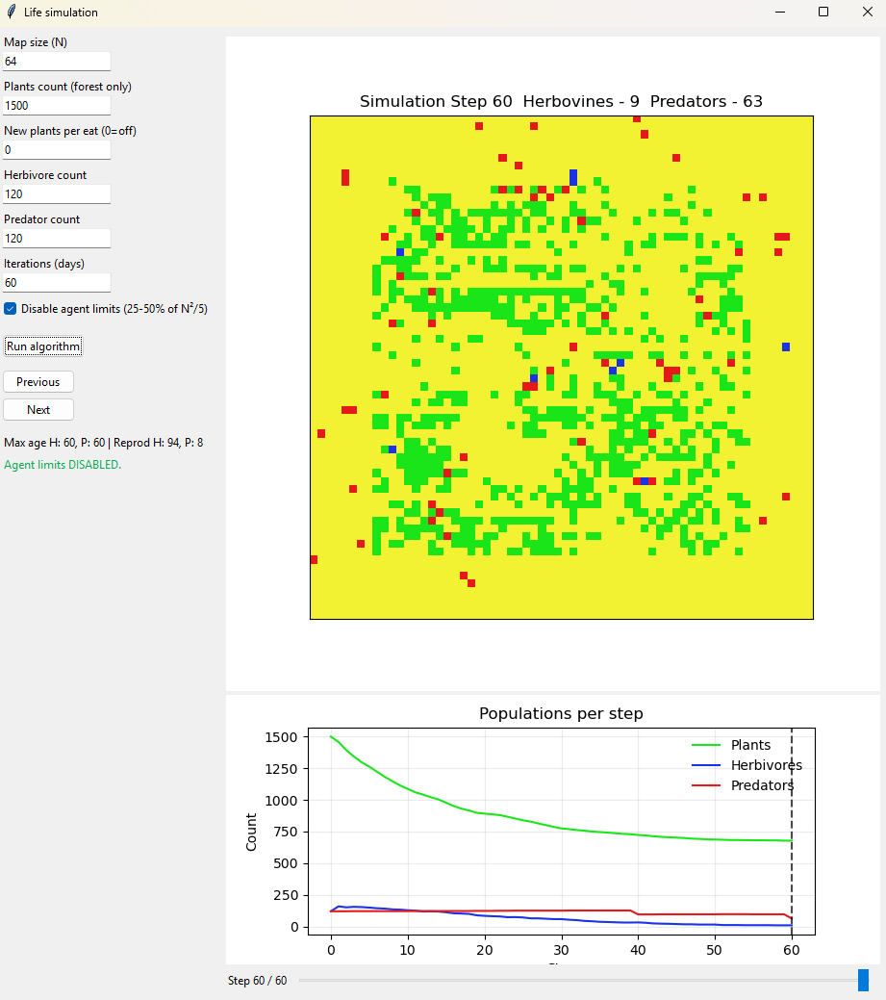 Life simulation
Map size (N)
64
Plants count (forest only)
1500
New plants per eat (0=off)
0
Herbivore count
120
Predator count
120
Iterations (days)
60
Disable agent limits (25-50% of N²/5)
Run algorithm
Previous
Next
Max age H: 60, P: 60 | Reprod H: 94, P: 8
Agent limits DISABLED.
Simulation Step 60  Herbovines - 9  Predators - 63
Populations per step
Count
1500
1250
1000
750
500
250
0
Plants
Herbivores
Predators
0 10 20 30 40 50 60
Step 60 / 60